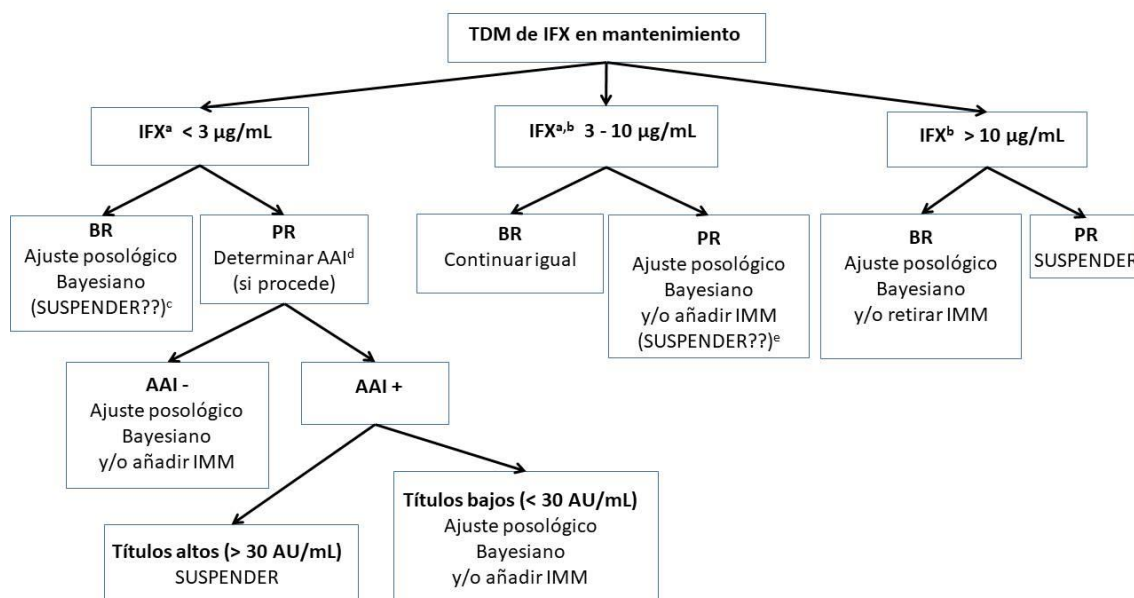 TDM de IFX en mantenimiento
IFXᵃ < 3 µg/mL
IFXᵃ,ᵇ 3 - 10 µg/mL
IFXᵇ > 10 µg/mL
BR
Ajuste posológico
Bayesiano
(SUSPENDER??)ᶜ
PR
Determinar AAIᵈ
(si procede)
BR
Continuar igual
PR
Ajuste posológico
Bayesiano
y/o añadir IMM
(SUSPENDER??)ᵉ
BR
Ajuste posológico
Bayesiano
y/o retirar IMM
PR
SUSPENDER
AAI -
Ajuste posológico
Bayesiano
y/o añadir IMM
AAI +
Títulos altos (> 30 AU/mL)
SUSPENDER
Títulos bajos (< 30 AU/mL)
Ajuste posológico
Bayesiano
y/o añadir IMM